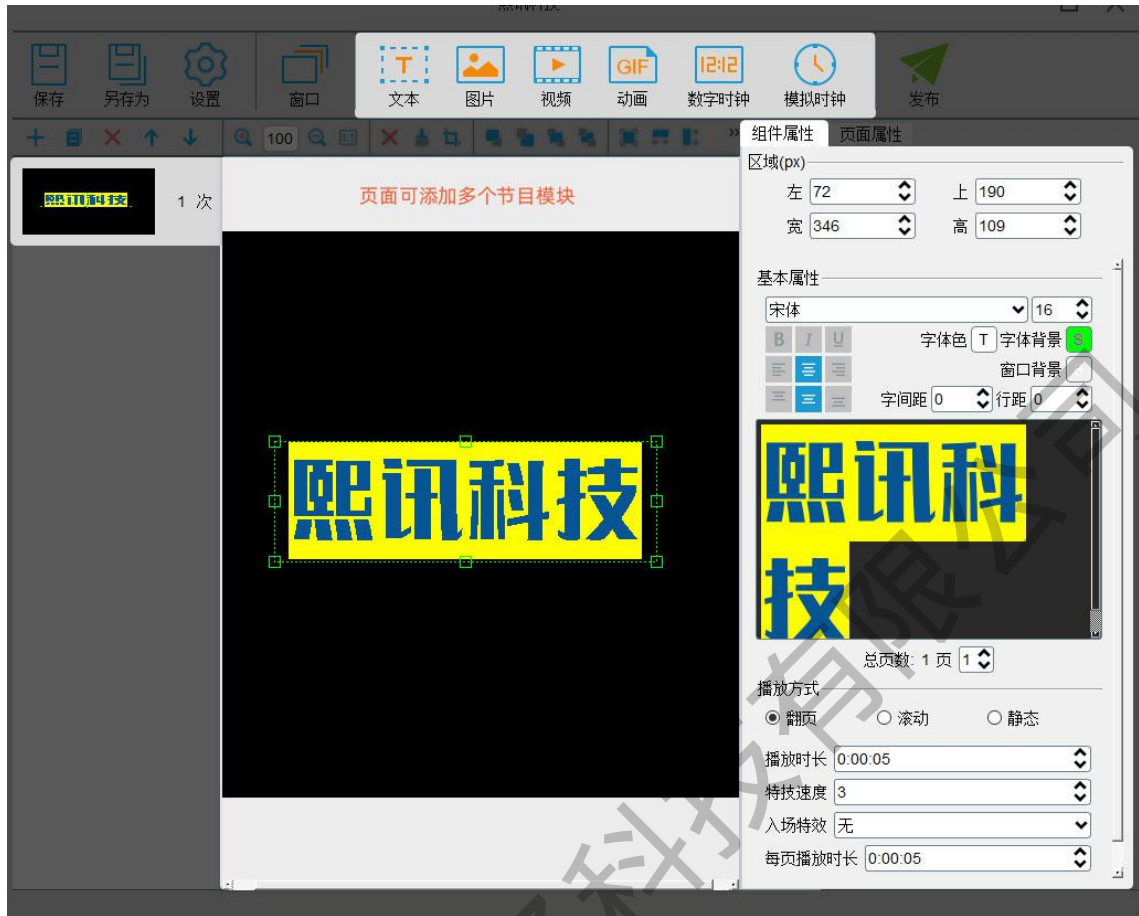 保存 另存为 设置 窗口 文本 图片 视频 动画 数字时钟 模拟时钟 发布
T GIF 12:12
100
组件属性 页面属性
熙讯科技 1 次
页面可添加多个节目模块
区域(px)
左 72 上 190
宽 346 高 109
基本属性
宋体 16
B I U 字体色 T 字体背景 S
窗口背景
字间距 0 行距 0
熙讯科技
熙讯科
技
总页数: 1 页 1
播放方式
翻页 滚动 静态
播放时长 0:00:05
特技速度 3
入场特效 无
每页播放时长 0:00:05
科技有限公司